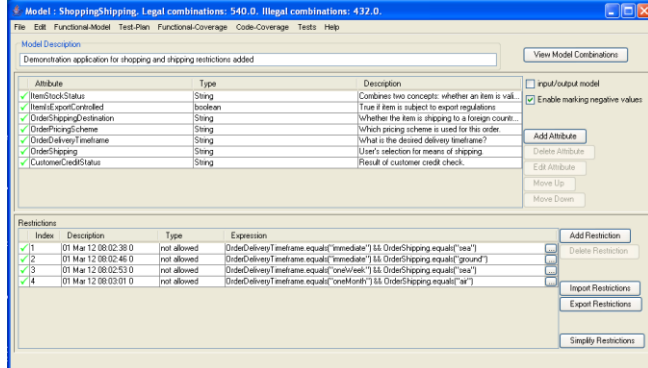 Model : ShoppingShipping. Legal combinations: 540.0. Illegal combinations: 432.0.
File Edit Functional-Model Test-Plan Functional-Coverage Code-Coverage Tests Help
Model Description
Demonstration application for shopping and shipping restrictions added
View Model Combinations
Attribute Type Description
ItemStockStatus String Combines two concepts: whether an item is vali...
ItemIsExportControlled boolean True if item is subject to export regulations
OrderShippingDestination String Whether the item is shipping to a foreign countr...
OrderPricingScheme String Which pricing scheme is used for this order.
OrderDeliveryTimeframe String What is the desired delivery timeframe?
OrderShipping String User's selection for means of shipping.
CustomerCreditStatus String Result of customer credit check.
input/output model
Enable marking negative values
Add Attribute
Delete Attribute
Edit Attribute
Move Up
Move Down
Restrictions
Index Description Type Expression
1 01 Mar 12 08:02:38 0 not allowed OrderDeliveryTimeframe.equals("immediate") && OrderShipping.equals("sea") ...
2 01 Mar 12 08:02:46 0 not allowed OrderDeliveryTimeframe.equals("immediate") && OrderShipping.equals("ground") ...
3 01 Mar 12 08:02:53 0 not allowed OrderDeliveryTimeframe.equals("oneWeek") && OrderShipping.equals("sea") ...
4 01 Mar 12 08:03:01 0 not allowed OrderDeliveryTimeframe.equals("oneMonth") && OrderShipping.equals("air") ...
Add Restriction
Delete Restriction
Import Restrictions
Export Restrictions
Simplify Restrictions